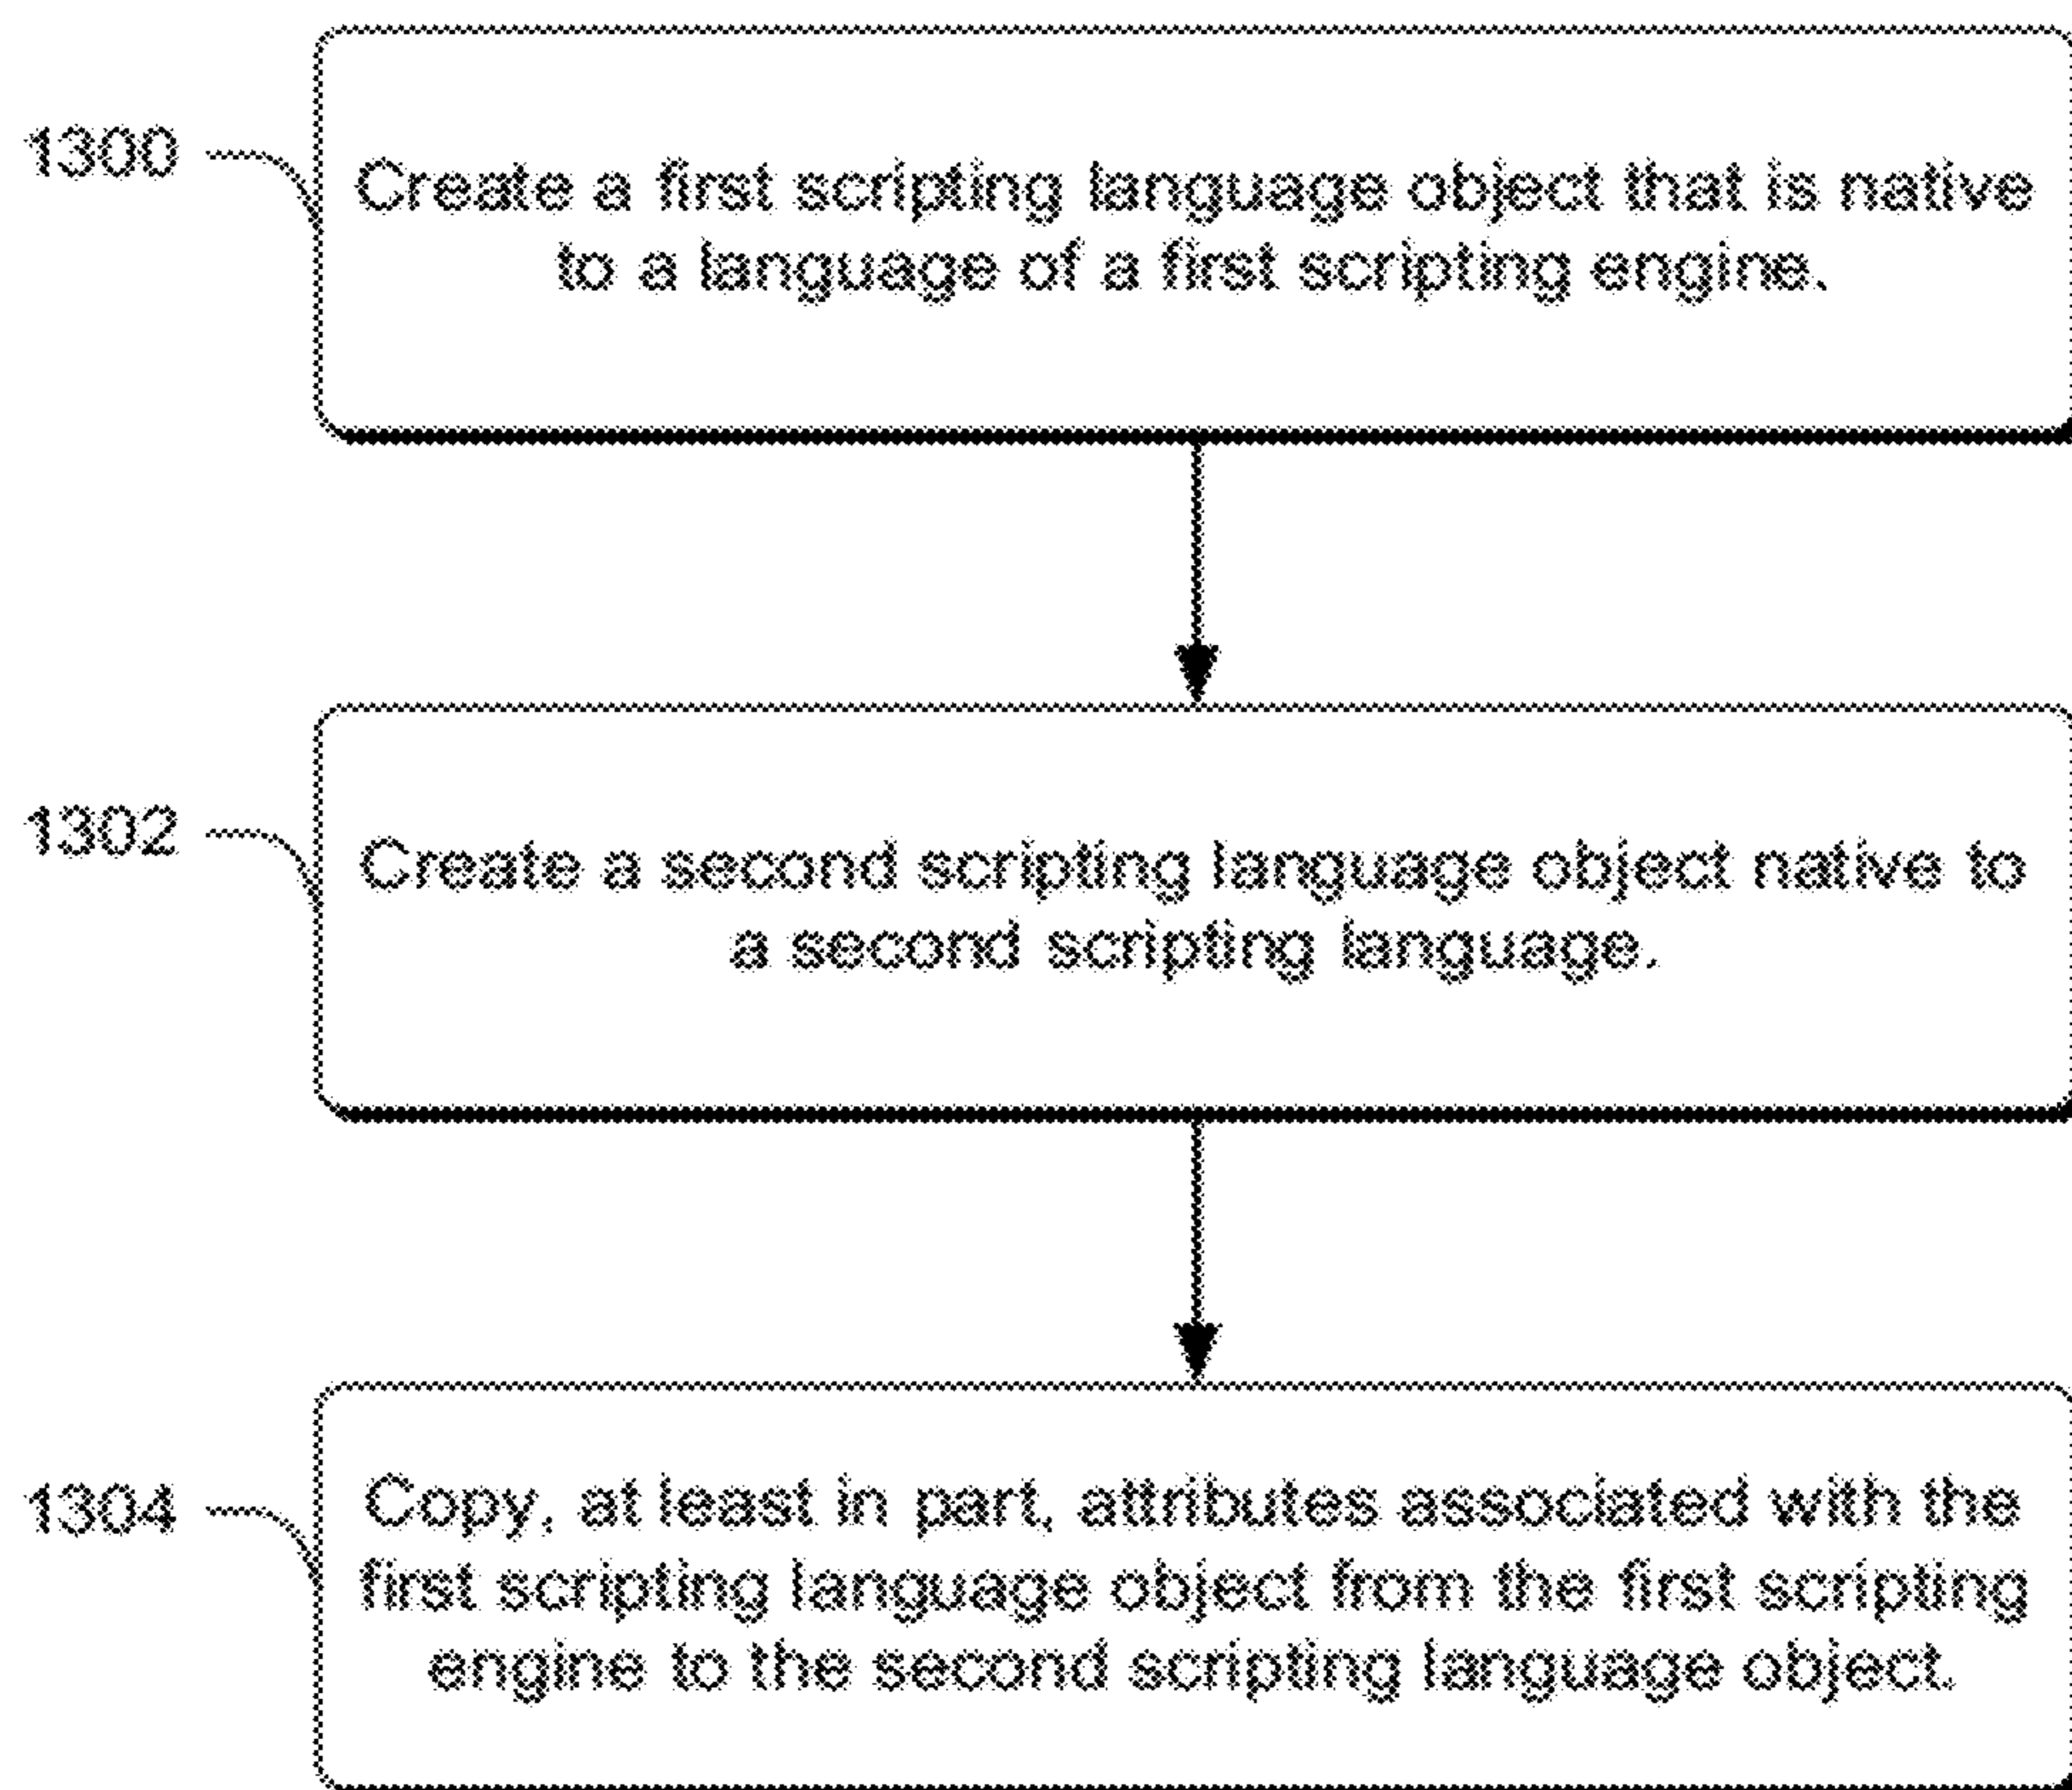 1300
Create a first scripting language object that is native
to a language of a first scripting engine.
1302
Create a second scripting language object native to
a second scripting language.
1304
Copy, at least in part, attributes associated with the
first scripting language object from the first scripting
engine to the second scripting language object.